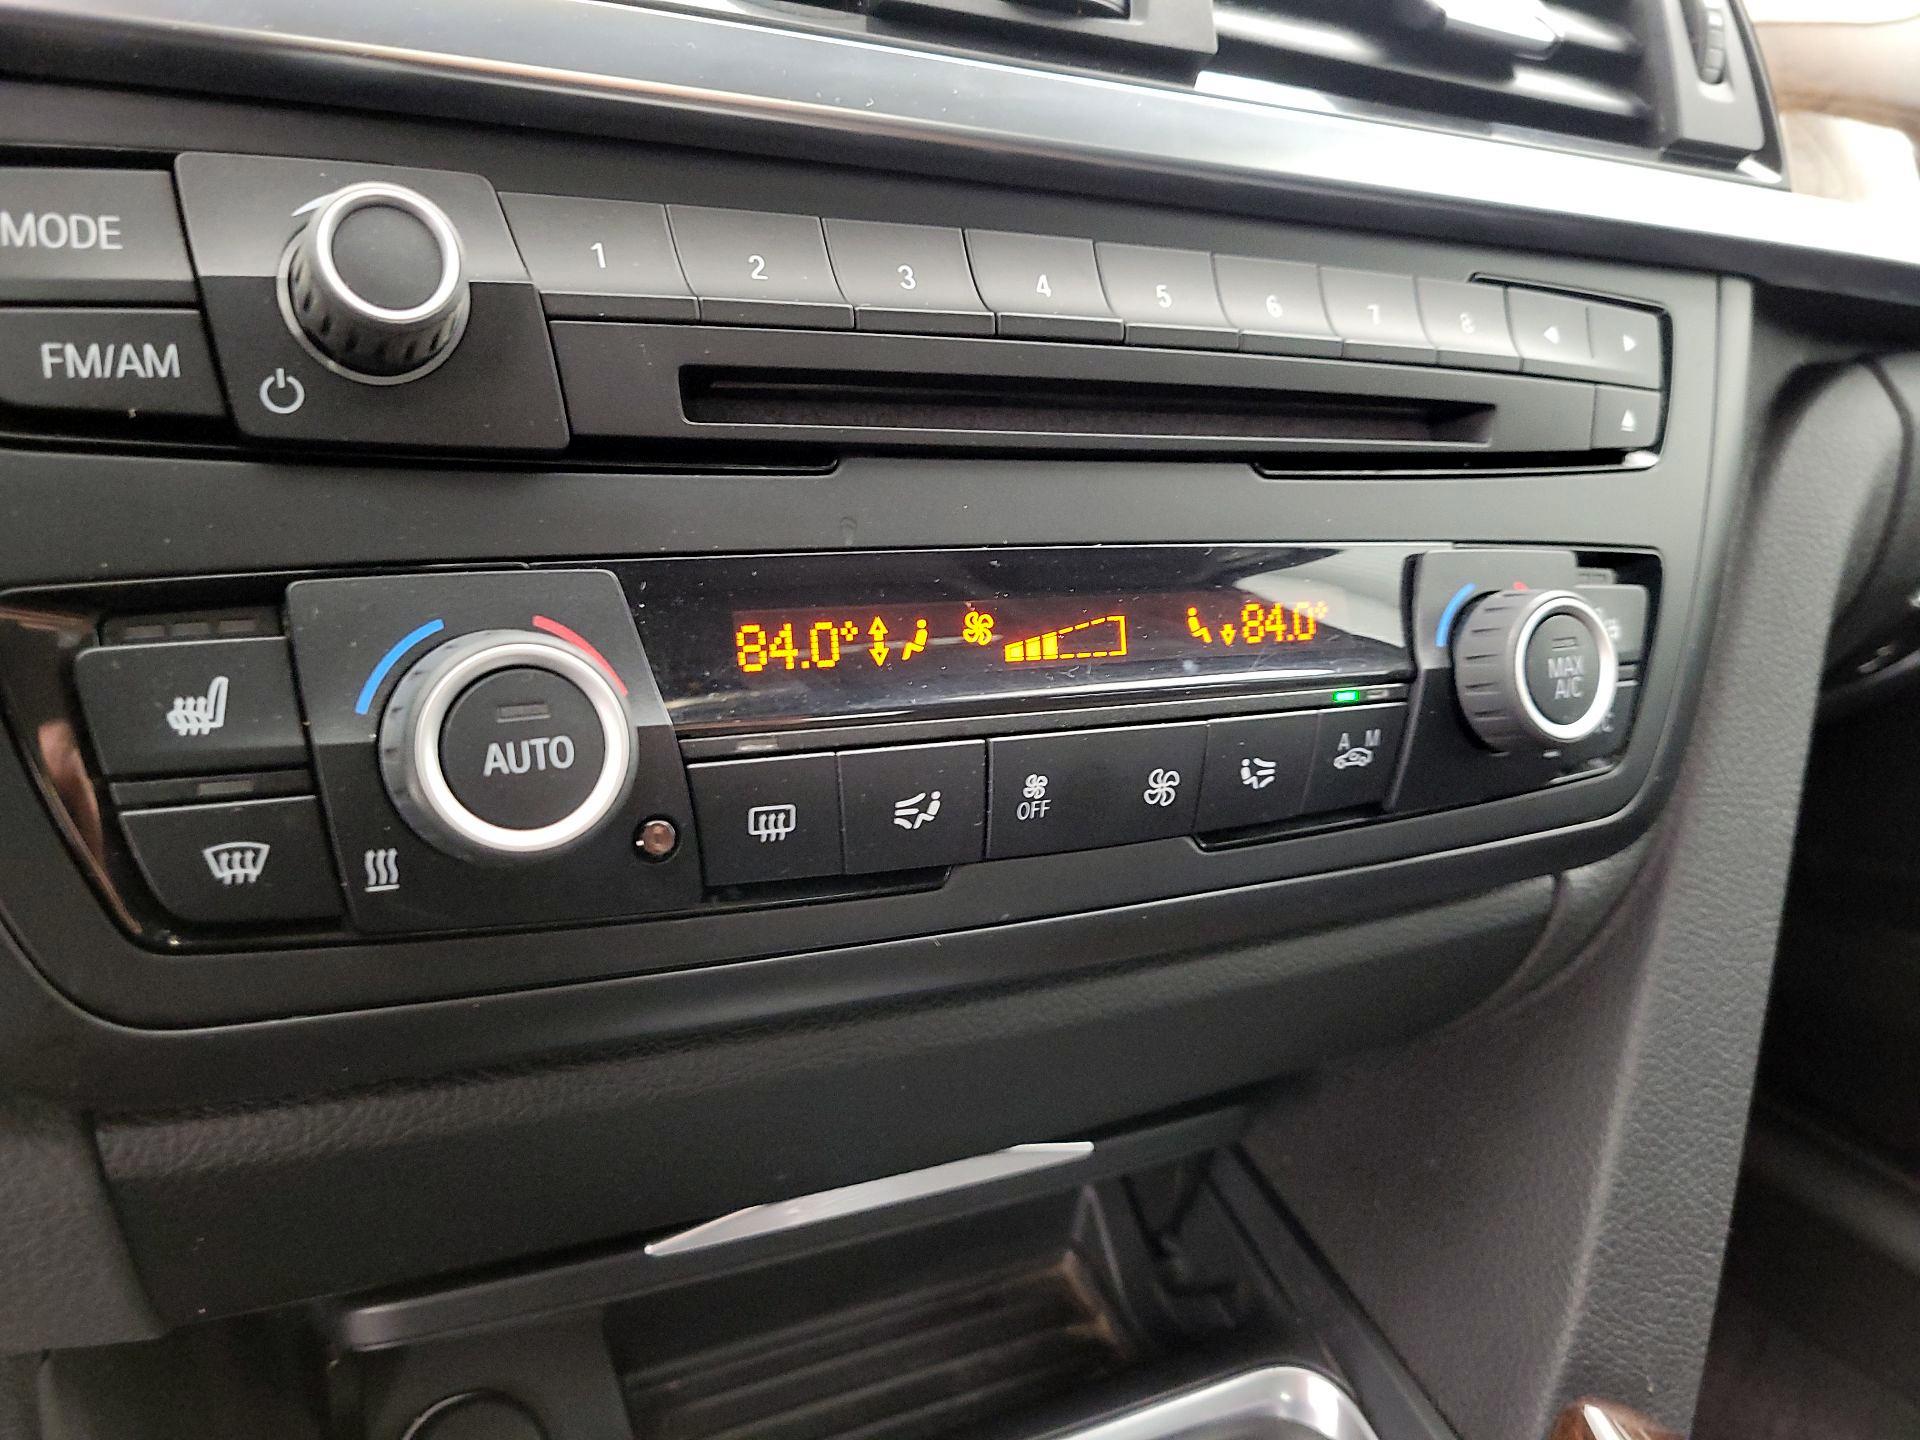 MODE
1 2 3 4 5 6 7 8
FM/AM
84.0° 84.0°
AUTO
MAX
A/C
A M
OFF